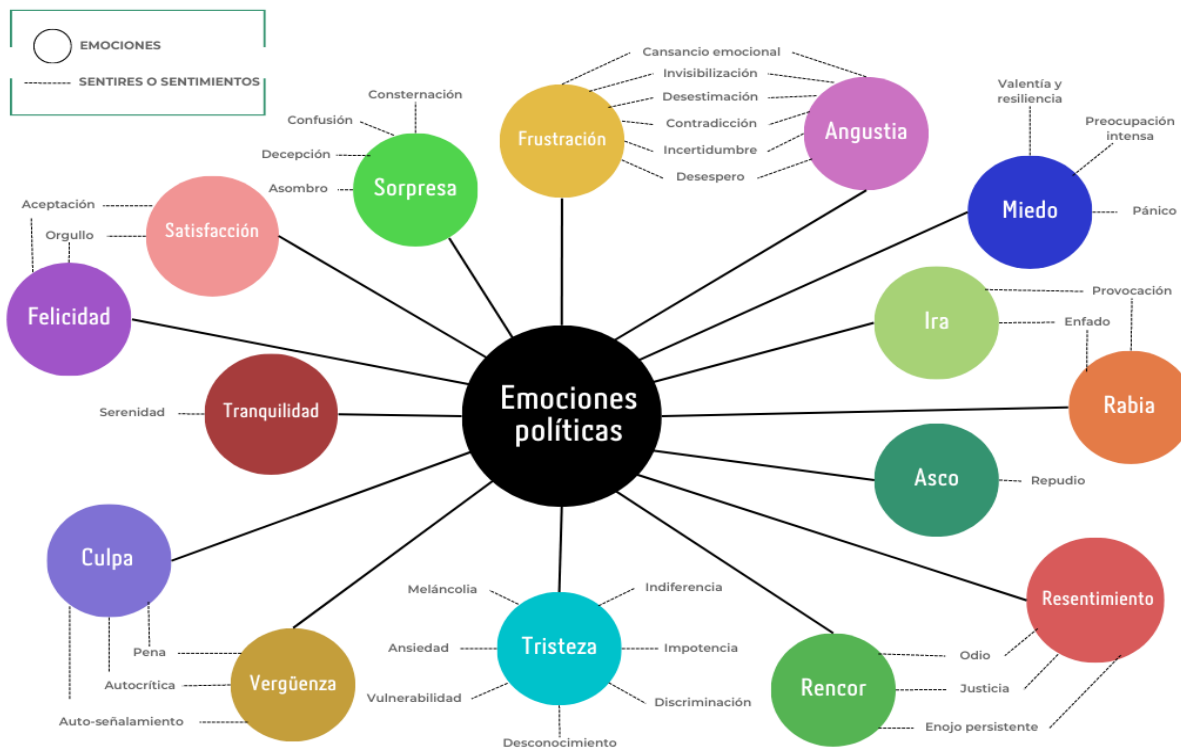 EMOCIONES
SENTIRES O SENTIMIENTOS
Consternación
Confusión
Decepción
Asombro
Sorpresa
Cansancio emocional
Invisibilización
Desestimación
Contradicción
Incertidumbre
Desespero
Frustración
Angustia
Valentía y
resiliencia
Preocupación
intensa
Pánico
Miedo
Aceptación
Orgullo
Satisfacción
Felicidad
Provocación
Enfado
Ira
Rabia
Serenidad
Tranquilidad
Emociones
políticas
Asco
Repudio
Culpa
Pena
Autocrítica
Auto-señalamiento
Vergüenza
Meláncolia
Ansiedad
Vulnerabilidad
Desconocimiento
Indiferencia
Impotencia
Discriminación
Tristeza
Rencor
Odio
Justicia
Enojo persistente
Resentimiento